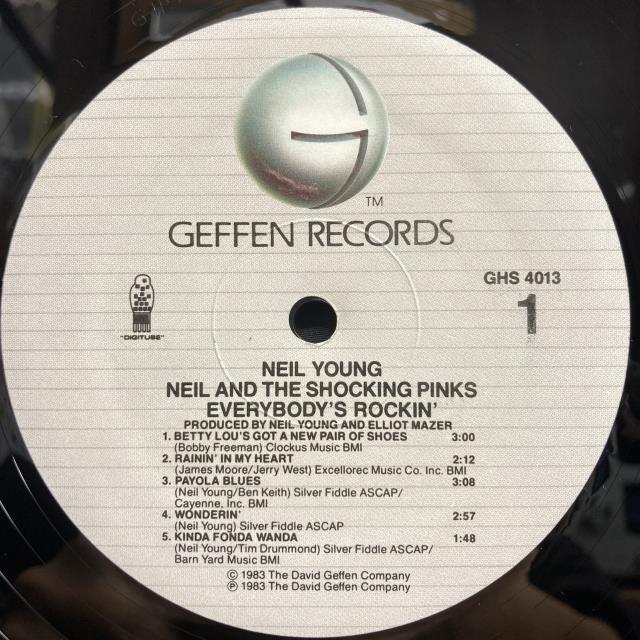 TM
GEFFEN RECORDS
GHS 4013
1
"DIGITUBE"
NEIL YOUNG
NEIL AND THE SHOCKING PINKS
EVERYBODY'S ROCKIN'
PRODUCED BY NEIL YOUNG AND ELLIOT MAZER
1. BETTY LOU'S GOT A NEW PAIR OF SHOES 3:00
(Bobby Freeman) Clockus Music BMI
2. RAININ' IN MY HEART 2:12
(James Moore/Jerry West) Excellorec Music Co. Inc. BMI
3. PAYOLA BLUES 3:08
(Neil Young/Ben Keith) Silver Fiddle ASCAP/
Cayenne, Inc. BMI
4. WONDERIN' 2:57
(Neil Young) Silver Fiddle ASCAP
5. KINDA FONDA WANDA 1:48
(Neil Young/Tim Drummond) Silver Fiddle ASCAP/
Barn Yard Music BMI
© 1983 The David Geffen Company
℗ 1983 The David Geffen Company